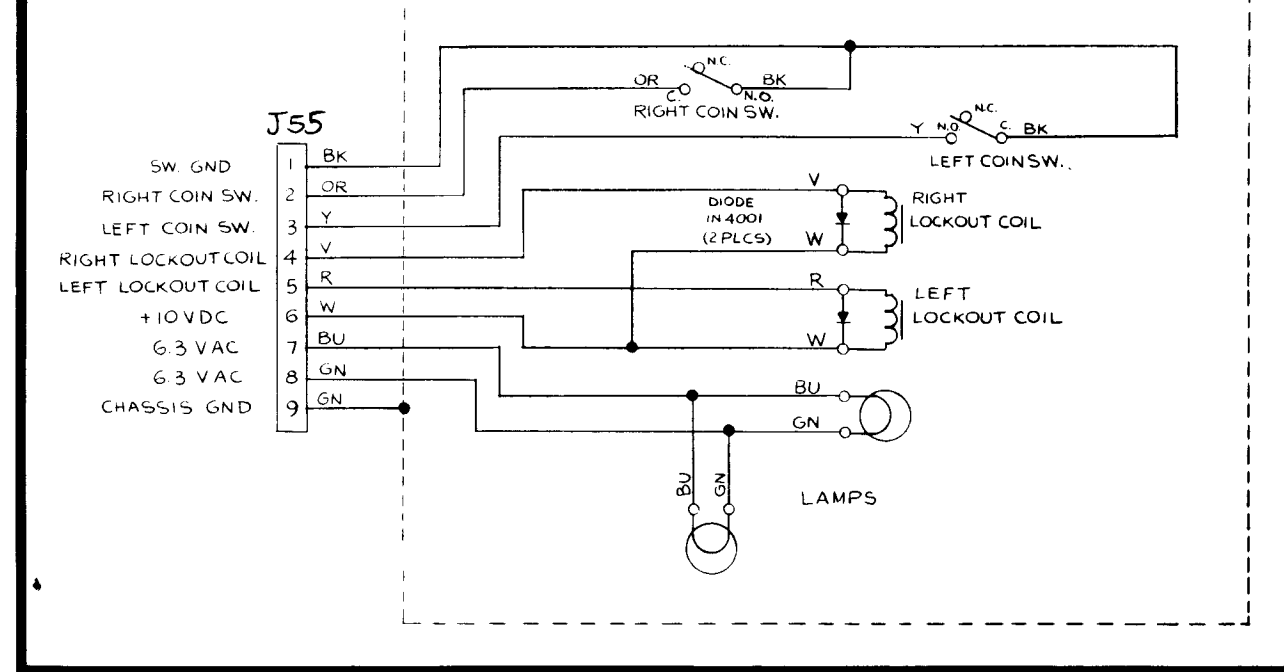 N.C.
OR
BK
C.
N.O.
RIGHT COIN SW.
N.C.
Y
N.O.
C.
BK
LEFT COIN SW.
J55
SW. GND 1 BK
RIGHT COIN SW. 2 OR
LEFT COIN SW. 3 Y
RIGHT LOCKOUT COIL 4 V
LEFT LOCKOUT COIL 5 R
+10VDC 6 W
6.3 VAC 7 BU
6.3 VAC 8 GN
CHASSIS GND 9 GN
V
DIODE
IN 4001
(2 PLCS)
W
RIGHT
LOCKOUT COIL
R
W
LEFT
LOCKOUT COIL
BU
GN
BU
GN
LAMPS